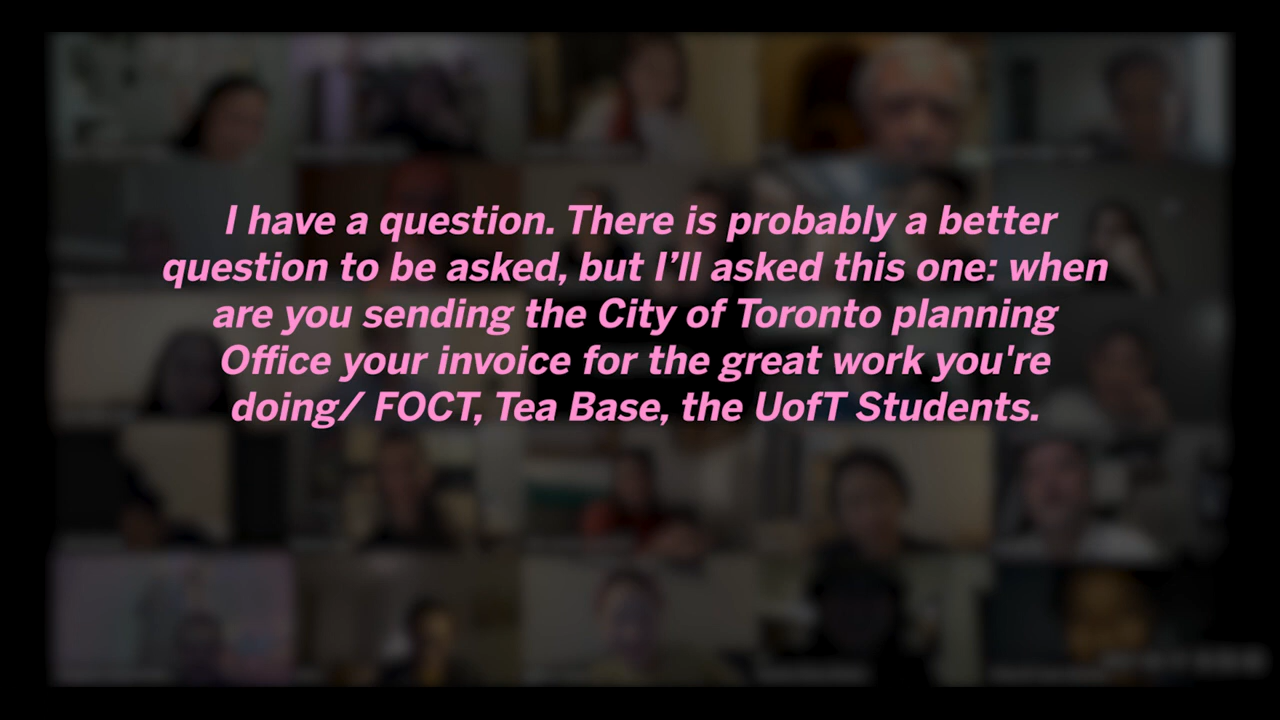 I have a question. There is probably a better
question to be asked, but I’ll asked this one: when
are you sending the City of Toronto planning
Office your invoice for the great work you're
doing/ FOCT, Tea Base, the UofT Students.